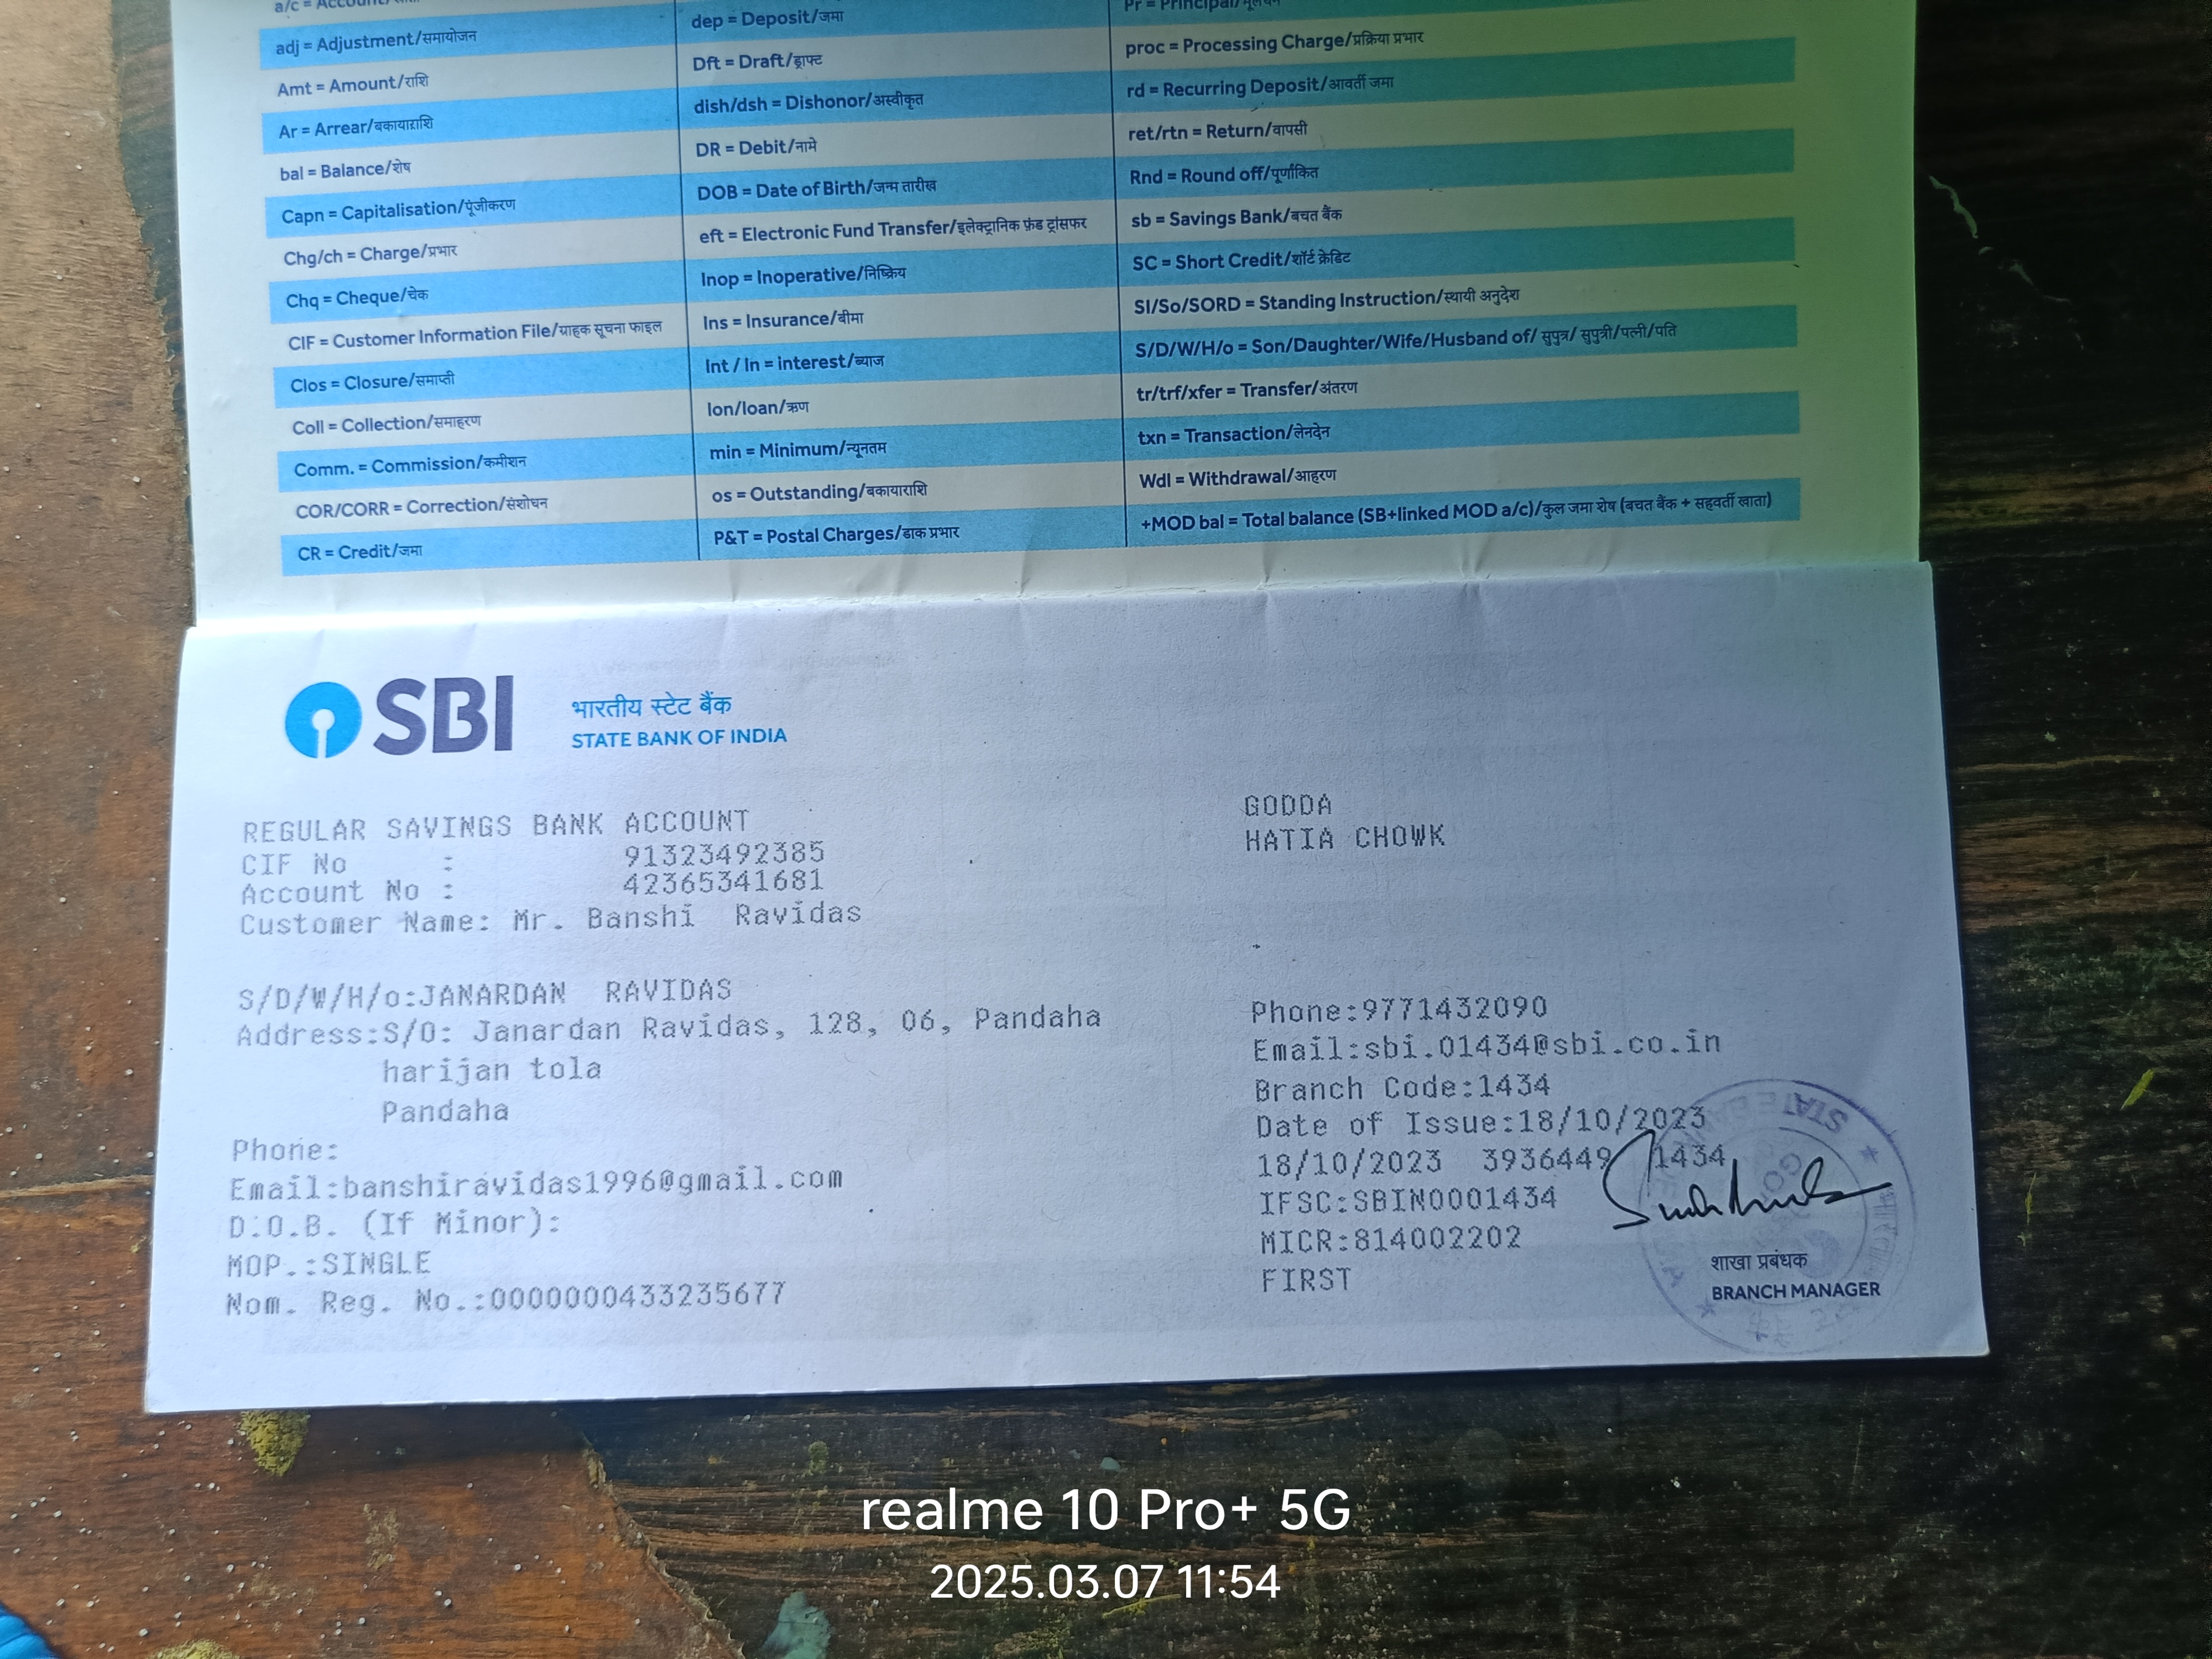 a/c = Account/
adj = Adjustment/समायोजन
Amt = Amount/राशि
Ar = Arrear/बकायाराशि
bal = Balance/शेष
Capn = Capitalisation/पूंजीकरण
Chg/ch = Charge/प्रभार
Chq = Cheque/चेक
CIF = Customer Information File/ग्राहक सूचना फाइल
Clos = Closure/समाप्ती
Coll = Collection/समाहरण
Comm. = Commission/कमीशन
COR/CORR = Correction/संशोधन
CR = Credit/जमा
dep = Deposit/जमा
Dft = Draft/ड्राफ्ट
dish/dsh = Dishonor/अस्वीकृत
DR = Debit/नामे
DOB = Date of Birth/जन्म तारीख
eft = Electronic Fund Transfer/इलेक्ट्रानिक फ़ंड ट्रांसफर
Inop = Inoperative/निष्क्रिय
Ins = Insurance/बीमा
Int / In = interest/ब्याज
lon/loan/ऋण
min = Minimum/न्यूनतम
os = Outstanding/बकायाराशि
P&T = Postal Charges/डाक प्रभार
Pr = Principal/मूलधन
proc = Processing Charge/प्रक्रिया प्रभार
rd = Recurring Deposit/आवर्ती जमा
ret/rtn = Return/वापसी
Rnd = Round off/पूर्णांकित
sb = Savings Bank/बचत बैंक
SC = Short Credit/शॉर्ट क्रेडिट
SI/So/SORD = Standing Instruction/स्थायी अनुदेश
S/D/W/H/o = Son/Daughter/Wife/Husband of/ सुपुत्र/ सुपुत्री/पत्नी/पति
tr/trf/xfer = Transfer/अंतरण
txn = Transaction/लेनदेन
Wdl = Withdrawal/आहरण
+MOD bal = Total balance (SB+linked MOD a/c)/कुल जमा शेष (बचत बैंक + सहवर्ती खाता)
SBI
भारतीय स्टेट बैंक
STATE BANK OF INDIA
REGULAR SAVINGS BANK ACCOUNT
CIF No : 91323492385
Account No : 42365341681
Customer Name: Mr. Banshi Ravidas
S/D/W/H/o:JANARDAN RAVIDAS
Address:S/O: Janardan Ravidas, 128, 06, Pandaha
harijan tola
Pandaha
Phone:
Email:banshiravidas1996@gmail.com
D.O.B. (If Minor):
MOP.:SINGLE
Nom. Reg. No.:0000000433235677
GODDA
HATIA CHOWK
Phone:9771432090
Email:sbi.01434@sbi.co.in
Branch Code:1434
Date of Issue:18/10/2023
18/10/2023 3936449 1434
IFSC:SBIN0001434
MICR:814002202
FIRST
शाखा प्रबंधक
BRANCH MANAGER
realme 10 Pro+ 5G
2025.03.07 11:54